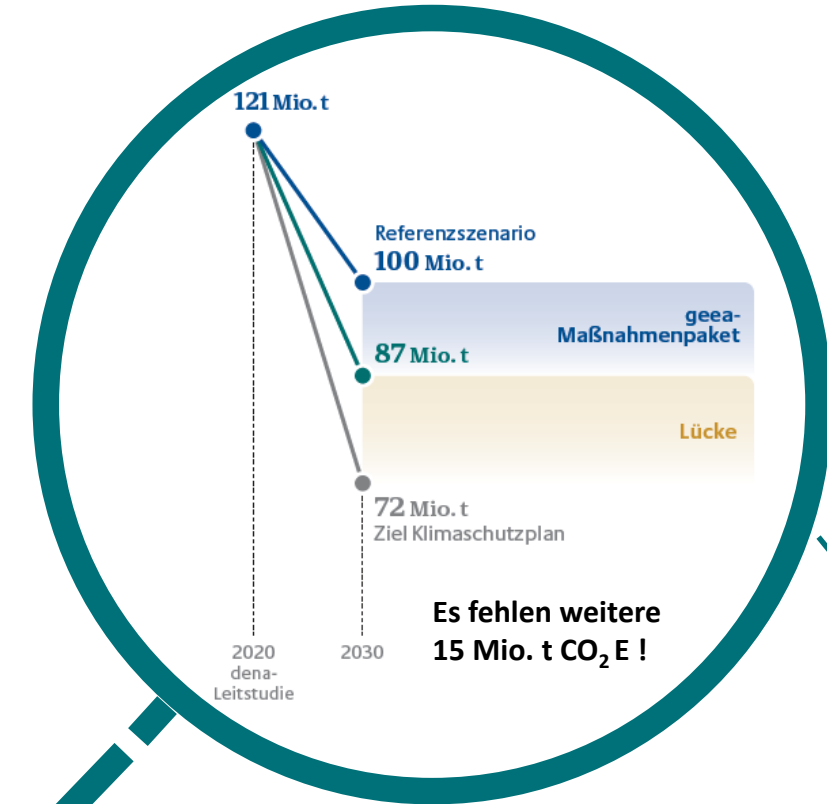 121 Mio. t
Referenzszenario
100 Mio. t
geea-
Maßnahmenpaket
87 Mio. t
Lücke
72 Mio. t
Ziel Klimaschutzplan
Es fehlen weitere
15 Mio. t CO₂ E !
2020
dena-
Leitstudie
2030